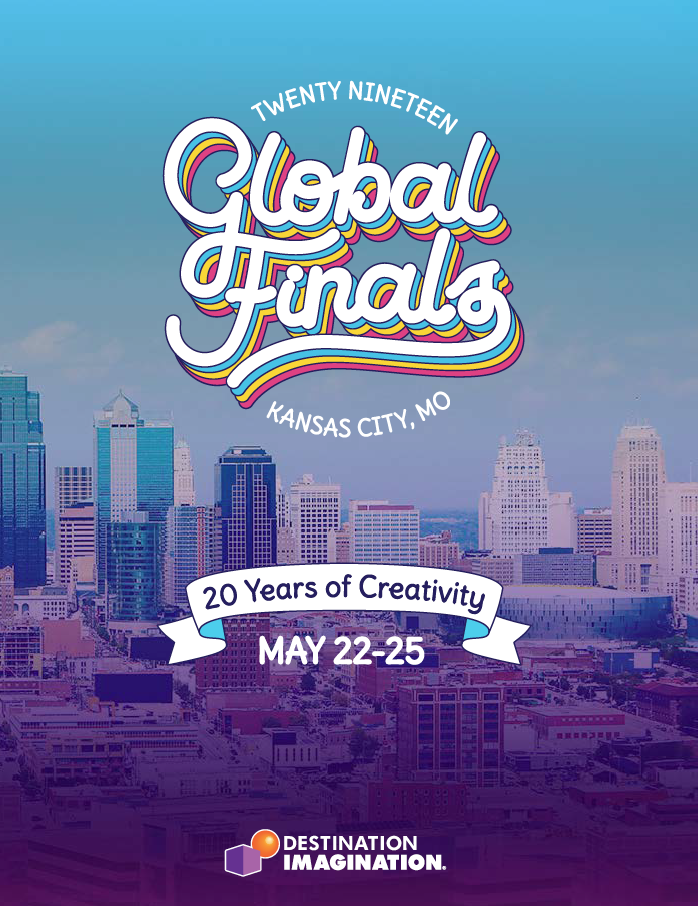 TWENTY NINETEEN
Global
Finals
KANSAS CITY, MO
20 Years of Creativity
MAY 22-25
DESTINATION
IMAGINATION.